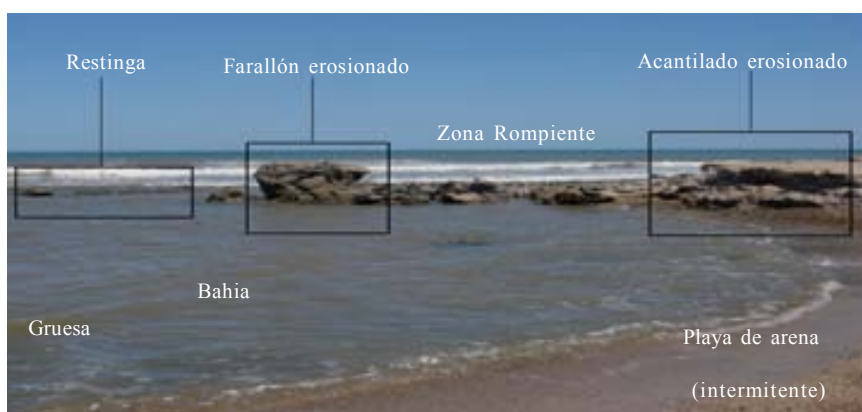 Restinga
Farallón erosionado
Acantilado erosionado
Zona Rompiente
Bahia
Gruesa
Playa de arena
(intermitente)